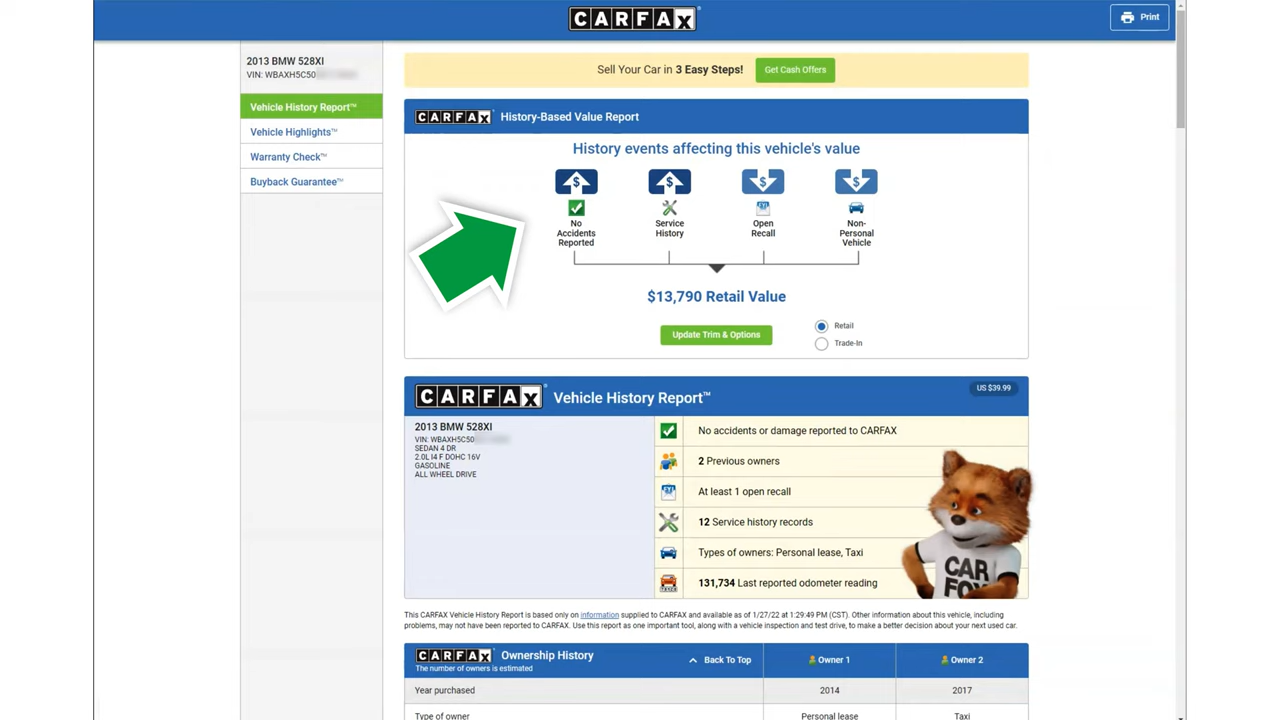 CARFAX
Print
2013 BMW 528XI
VIN: WBAXH5C50
Vehicle History Report™
Vehicle Highlights™
Warranty Check™
Buyback Guarantee™
Sell Your Car in 3 Easy Steps!
Get Cash Offers
CARFAX History-Based Value Report
History events affecting this vehicle's value
$ $ $ $
No
Accidents
Reported
Service
History
FYI
Open
Recall
Non-
Personal
Vehicle
$13,790 Retail Value
Update Trim & Options
Retail
Trade-In
CARFAX Vehicle History Report™
US $39.99
2013 BMW 528XI
VIN: WBAXH5C50
SEDAN 4 DR
2.0L I4 F DOHC 16V
GASOLINE
ALL WHEEL DRIVE
No accidents or damage reported to CARFAX
2 Previous owners
FYI
At least 1 open recall
12 Service history records
Types of owners: Personal lease, Taxi
131,734 Last reported odometer reading
CAR
FOX
This CARFAX Vehicle History Report is based only on information supplied to CARFAX and available as of 1/27/22 at 1:29:49 PM (CST). Other information about this vehicle, including
problems, may not have been reported to CARFAX. Use this report as one important tool, along with a vehicle inspection and test drive, to make a better decision about your next used car.
CARFAX Ownership History
The number of owners is estimated
Back To Top
Owner 1
Owner 2
Year purchased 2014 2017
Type of owner Personal lease Taxi